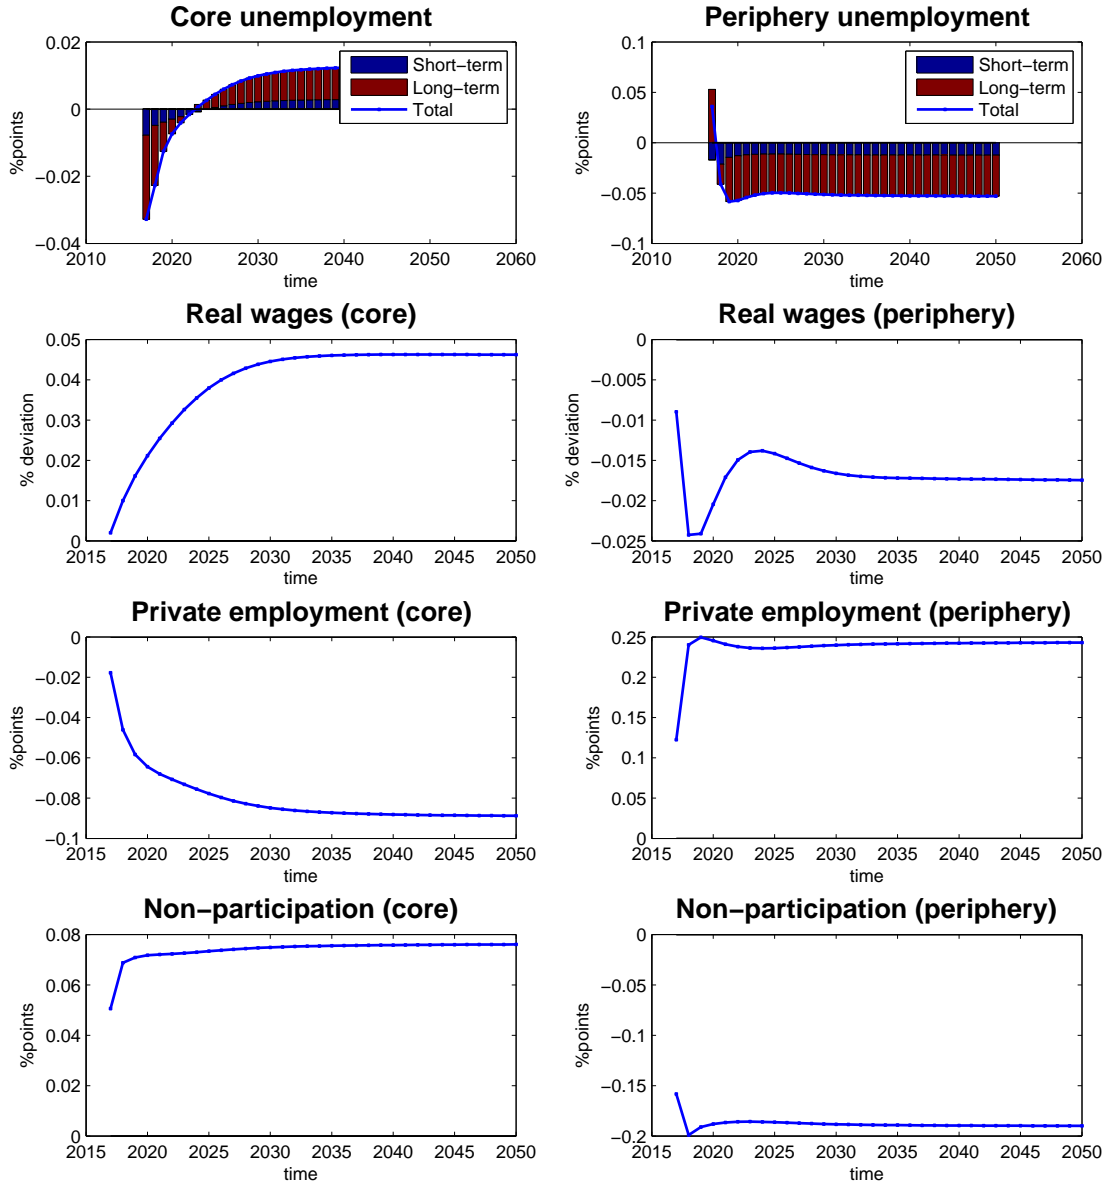 Core unemployment
0.02
0
−0.02
−0.04
%points
2010 2020 2030 2040 2050 2060
time
Short−term
Long−term
Total
Periphery unemployment
0.1
0.05
0
−0.05
−0.1
%points
2010 2020 2030 2040 2050 2060
time
Short−term
Long−term
Total
Real wages (core)
0.05
0.04
0.03
0.02
0.01
0
% deviation
2015 2020 2025 2030 2035 2040 2045 2050
time
Real wages (periphery)
0
−0.005
−0.01
−0.015
−0.02
−0.025
% deviation
2015 2020 2025 2030 2035 2040 2045 2050
time
Private employment (core)
0
−0.02
−0.04
−0.06
−0.08
−0.1
%points
2015 2020 2025 2030 2035 2040 2045 2050
time
Private employment (periphery)
0.25
0.2
0.15
0.1
0.05
0
%points
2015 2020 2025 2030 2035 2040 2045 2050
time
Non−participation (core)
0.08
0.06
0.04
0.02
0
%points
2015 2020 2025 2030 2035 2040 2045 2050
time
Non−participation (periphery)
0
−0.05
−0.1
−0.15
−0.2
%points
2015 2020 2025 2030 2035 2040 2045 2050
time